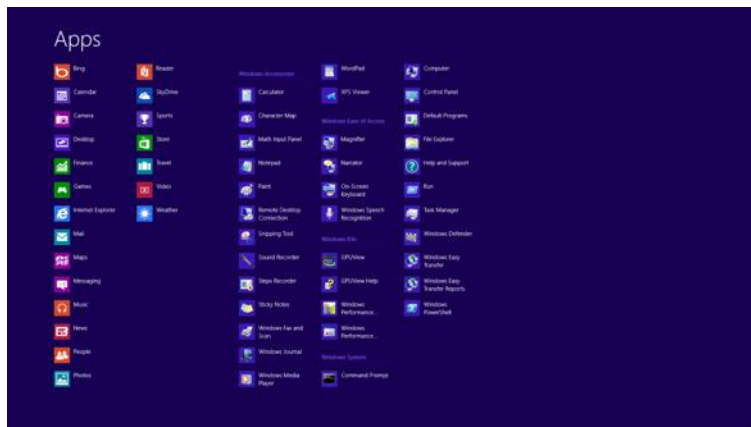 Apps
Bing
Calendar
Camera
Desktop
Finance
Games
Internet Explorer
Mail
Maps
Messaging
Music
News
People
Photos
Reader
SkyDrive
Sports
Store
Travel
Video
Weather
Windows Accessories
Calculator
Character Map
Math Input Panel
Notepad
Paint
Remote Desktop
Connection
Snipping Tool
Sound Recorder
Steps Recorder
Sticky Notes
Windows Fax and
Scan
Windows Journal
Windows Media
Player
WordPad
XPS Viewer
Windows Ease of Access
Magnifier
Narrator
On-Screen
Keyboard
Windows Speech
Recognition
Windows Kits
GPUView
GPUView Help
Windows
Performance...
Windows
Performance...
Windows System
Command Prompt
Computer
Control Panel
Default Programs
File Explorer
Help and Support
Run
Task Manager
Windows Defender
Windows Easy
Transfer
Windows Easy
Transfer Reports
Windows
PowerShell